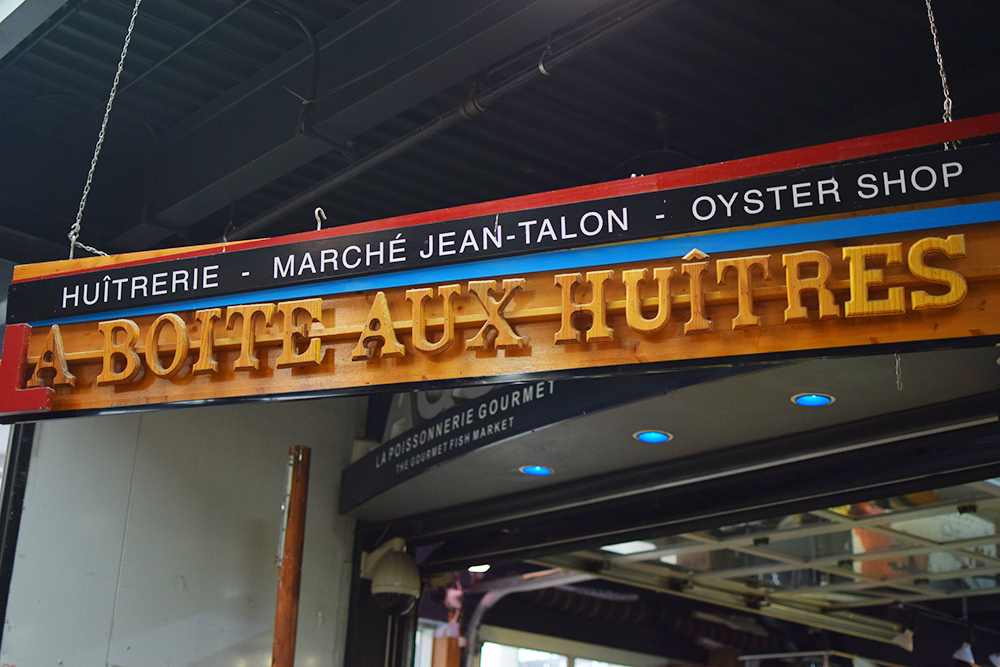 HUÎTRERIE - MARCHÉ JEAN-TALON - OYSTER SHOP
LA BOITE AUX HUÎTRES
LA POISSONNERIE GOURMET
THE GOURMET FISH MARKET